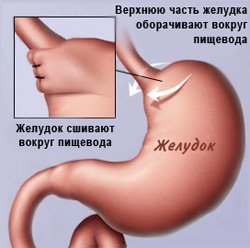 Верхнюю часть желудка
оборачивают вокруг
пищевода
Желудок сшивают
вокруг пищевода
Желудок